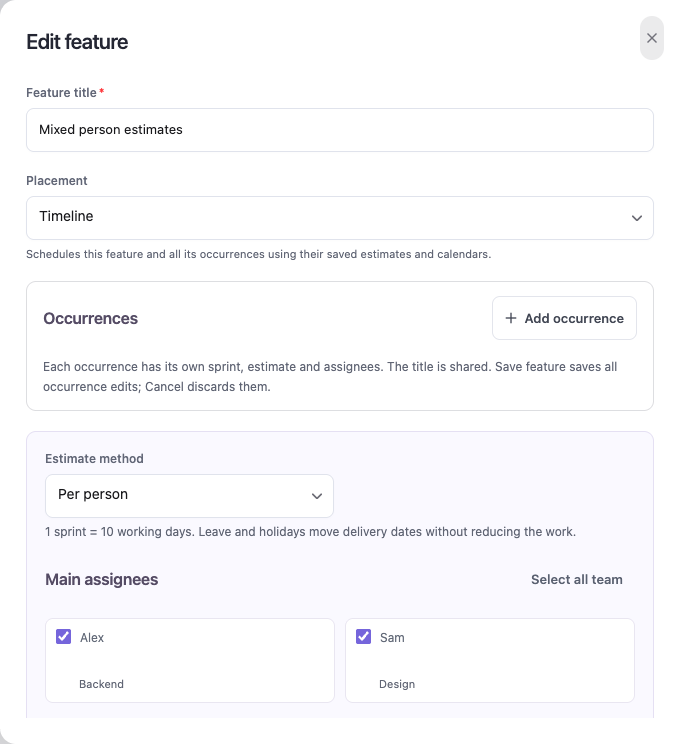 Edit feature
Feature title*
Mixed person estimates
Placement
Timeline
Schedules this feature and all its occurrences using their saved estimates and calendars.
Occurrences
+ Add occurrence
Each occurrence has its own sprint, estimate and assignees. The title is shared. Save feature saves all
occurrence edits; Cancel discards them.
Estimate method
Per person
1 sprint = 10 working days. Leave and holidays move delivery dates without reducing the work.
Main assignees
Select all team
Alex
Backend
Sam
Design